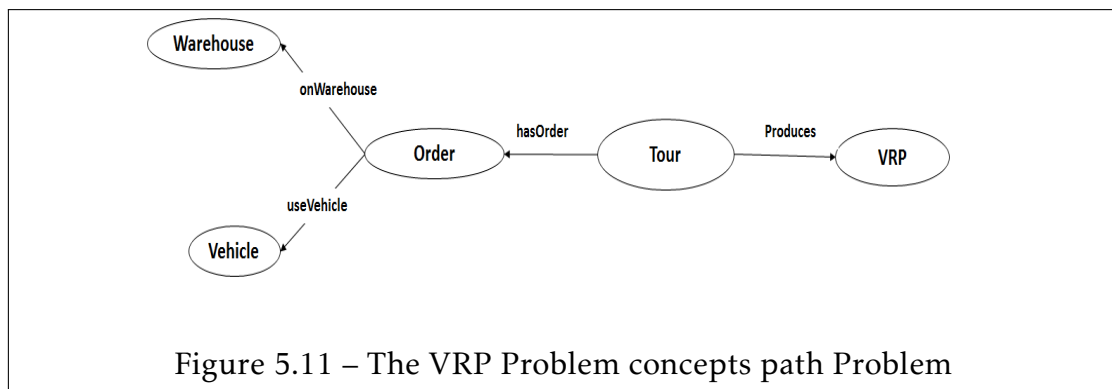 Warehouse
onWarehouse
hasOrder
Produces
Order
Tour
VRP
useVehicle
Vehicle
Figure 5.11 – The VRP Problem concepts path Problem